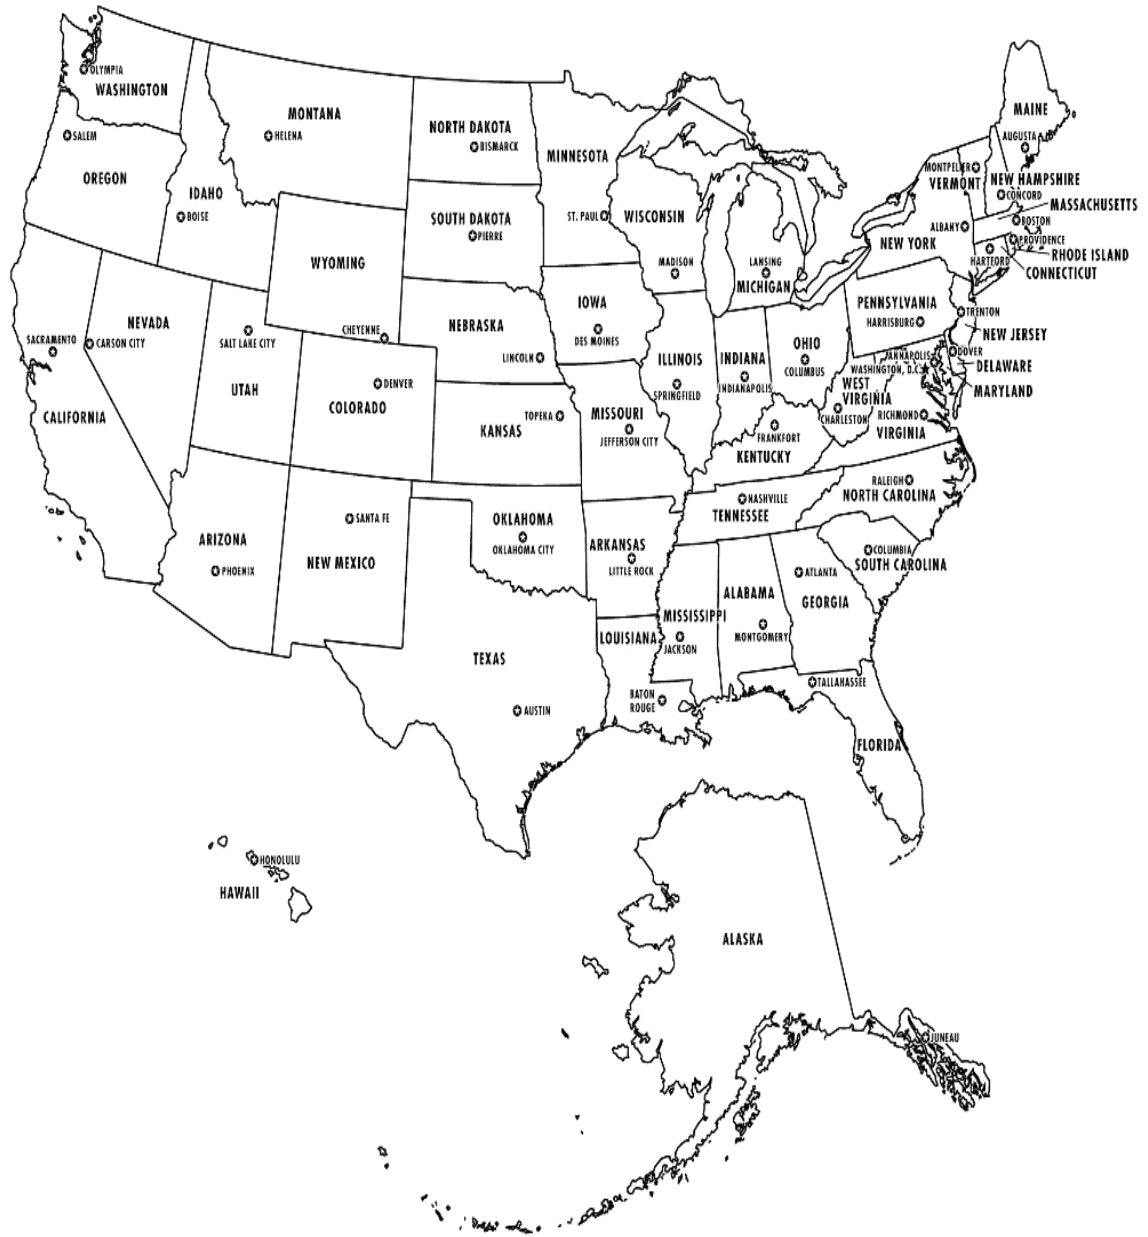 OLYMPIA
WASHINGTON
SALEM
OREGON
IDAHO
BOISE
MONTANA
HELENA
NORTH DAKOTA
BISMARCK
MINNESOTA
ST. PAUL
SOUTH DAKOTA
PIERRE
WYOMING
CHEYENNE
NEBRASKA
LINCOLN
IOWA
DES MOINES
WISCONSIN
MADISON
LANSING
MICHIGAN
MAINE
AUGUSTA
MONTPELIER
VERMONT
NEW HAMPSHIRE
CONCORD
MASSACHUSETTS
BOSTON
ALBANY
NEW YORK
PROVIDENCE
RHODE ISLAND
HARTFORD
CONNECTICUT
PENNSYLVANIA
HARRISBURG
TRENTON
NEW JERSEY
DOVER
DELAWARE
ANNAPOLIS
WASHINGTON, D.C.
MARYLAND
SACRAMENTO
CALIFORNIA
NEVADA
CARSON CITY
SALT LAKE CITY
UTAH
DENVER
COLORADO
TOPEKA
KANSAS
MISSOURI
JEFFERSON CITY
ILLINOIS
SPRINGFIELD
INDIANA
INDIANAPOLIS
OHIO
COLUMBUS
WEST
VIRGINIA
CHARLESTON
RICHMOND
VIRGINIA
FRANKFORT
KENTUCKY
NASHVILLE
TENNESSEE
RALEIGH
NORTH CAROLINA
COLUMBIA
SOUTH CAROLINA
ARIZONA
PHOENIX
SANTA FE
NEW MEXICO
OKLAHOMA
OKLAHOMA CITY
ARKANSAS
LITTLE ROCK
MISSISSIPPI
JACKSON
ALABAMA
MONTGOMERY
ATLANTA
GEORGIA
LOUISIANA
BATON
ROUGE
TEXAS
AUSTIN
TALLAHASSEE
FLORIDA
HONOLULU
HAWAII
ALASKA
JUNEAU